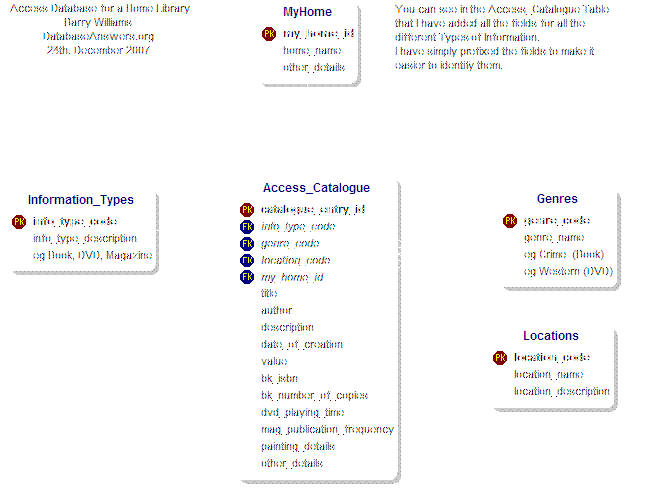 Access Database for a Home Library
Barry Williams
DatabaseAnswers.org
24th. December 2007
MyHome
PK my_home_id
home_name
other_details
You can see in the Access_Catalogue Table
that I have added all the fields for all the
different Types of Information.
I have simply prefixed the fields to make it
easier to identify them.
Information_Types
PK info_type_code
info_type_description
eg Book, DVD, Magazine
Access_Catalogue
PK catalogue_entry_id
FK info_type_code
FK genre_code
FK location_code
FK my_home_id
title
author
description
date_of_creation
value
bk_isbn
bk_number_of_copies
dvd_playing_time
mag_publication_frequency
painting_details
other_details
Genres
PK genre_code
genre_name
eg Crime (Book)
eg Western (DVD)
Locations
PK location_code
location_name
location_description